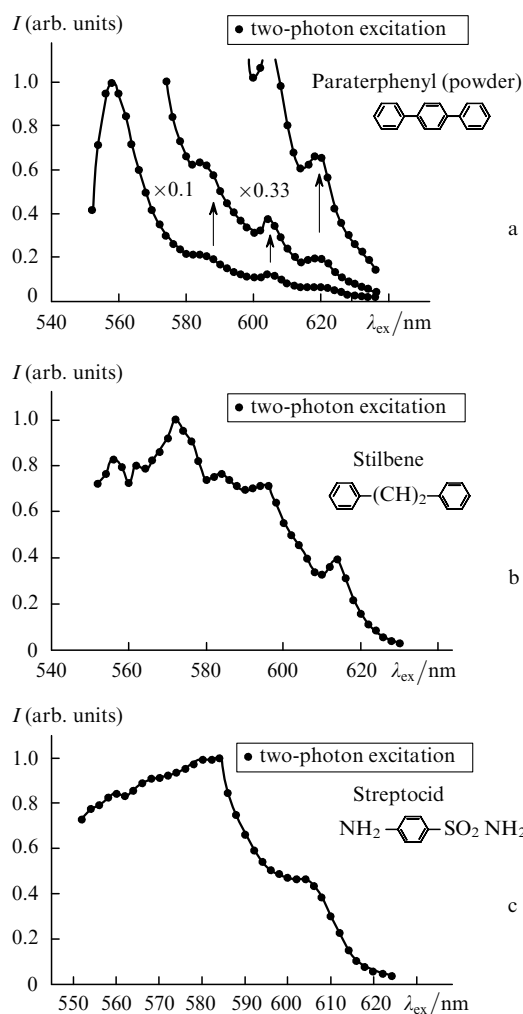 I (arb. units)
● two-photon excitation
1.0
Paraterphenyl (powder)
0.8
0.6
×0.1
×0.33
0.4
0.2
a
0
540 560 580 600 620 λex/nm
I (arb. units)
● two-photon excitation
1.0
Stilbene
0.8
(CH)2
0.6
0.4
0.2
b
0
540 560 580 600 620 λex/nm
I (arb. units)
● two-photon excitation
1.0
Streptocid
0.8
NH2 SO2 NH2
0.6
0.4
c
0.2
0
550 560 570 580 590 600 610 620 λex/nm